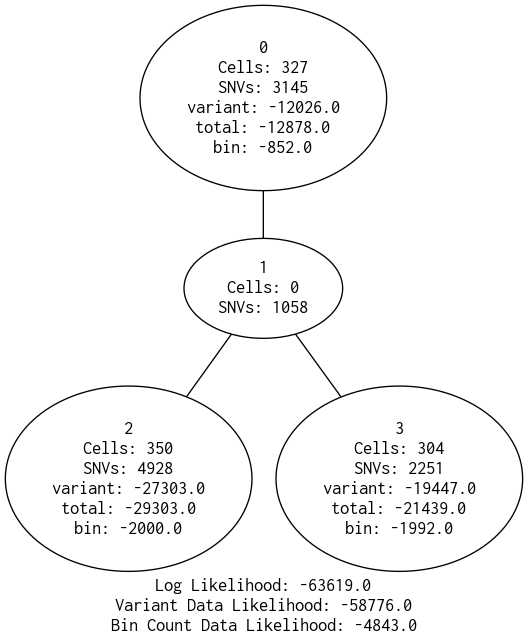 0
Cells: 327
SNVs: 3145
variant: -12026.0
total: -12878.0
bin: -852.0
1
Cells: 0
SNVs: 1058
2
Cells: 350
SNVs: 4928
variant: -27303.0
total: -29303.0
bin: -2000.0
3
Cells: 304
SNVs: 2251
variant: -19447.0
total: -21439.0
bin: -1992.0
Log Likelihood: -63619.0
Variant Data Likelihood: -58776.0
Bin Count Data Likelihood: -4843.0